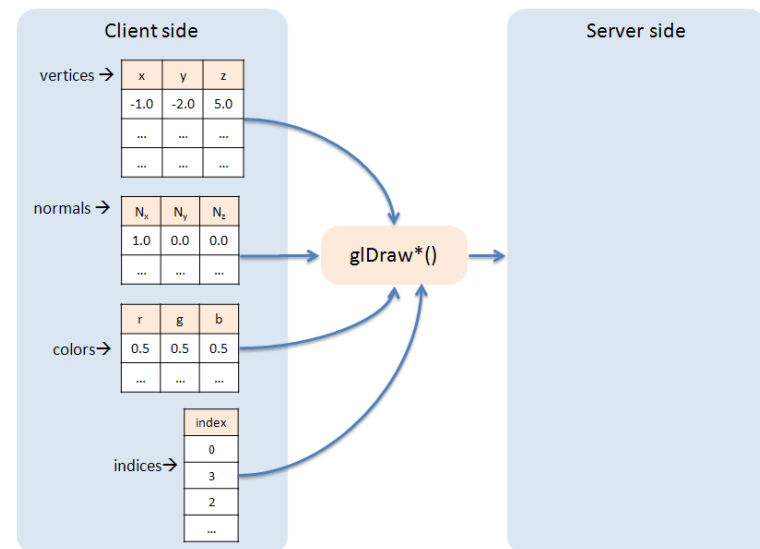 Client side
Server side
vertices →
x y z
-1.0 -2.0 5.0
... ... ...
... ... ...
normals →
Nx Ny Nz
1.0 0.0 0.0
... ... ...
glDraw*()
colors→
r g b
0.5 0.5 0.5
... ... ...
indices→
index
0
3
2
...